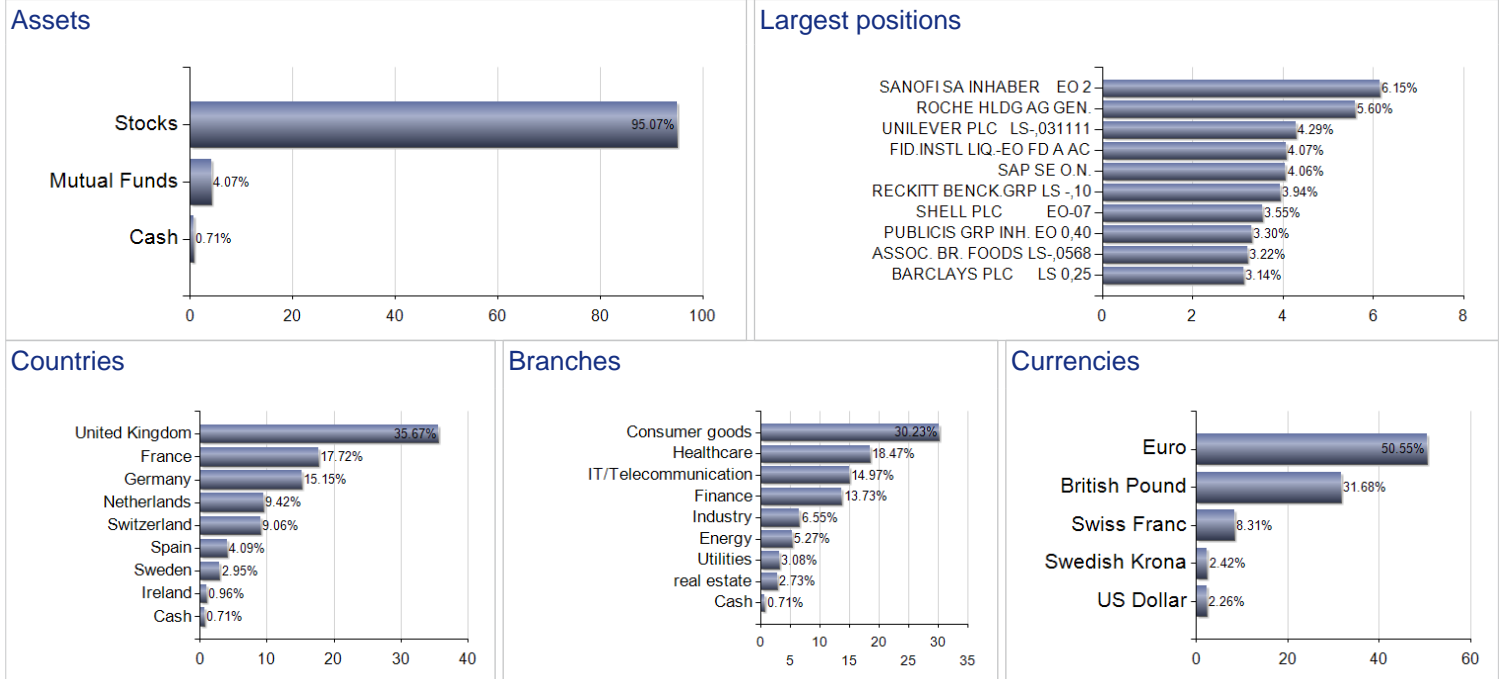 Assets
Stocks 95.07%
Mutual Funds 4.07%
Cash 0.71%
0 20 40 60 80 100
Largest positions
SANOFI SA INHABER EO 2 6.15%
ROCHE HLDG AG GEN. 5.60%
UNILEVER PLC LS-,031111 4.29%
FID.INSTL LIQ.-EO FD A AC 4.07%
SAP SE O.N. 4.06%
RECKITT BENCK.GRP LS -,10 3.94%
SHELL PLC EO-07 3.55%
PUBLICIS GRP INH. EO 0,40 3.30%
ASSOC. BR. FOODS LS-,0568 3.22%
BARCLAYS PLC LS 0,25 3.14%
0 2 4 6 8
Countries
United Kingdom 35.67%
France 17.72%
Germany 15.15%
Netherlands 9.42%
Switzerland 9.06%
Spain 4.09%
Sweden 2.95%
Ireland 0.96%
Cash 0.71%
0 10 20 30 40
Branches
Consumer goods 30.23%
Healthcare 18.47%
IT/Telecommunication 14.97%
Finance 13.73%
Industry 6.55%
Energy 5.27%
Utilities 3.08%
real estate 2.73%
Cash 0.71%
0 10 20 30
5 15 25 35
Currencies
Euro 50.55%
British Pound 31.68%
Swiss Franc 8.31%
Swedish Krona 2.42%
US Dollar 2.26%
0 20 40 60